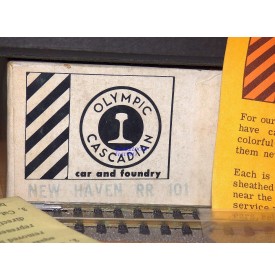 OLYMPIC
CASCADIAN
car and foundry
NEW HAVEN RR 101
For our
have c
colorful
them nev
Each is
sheathed
near the
service